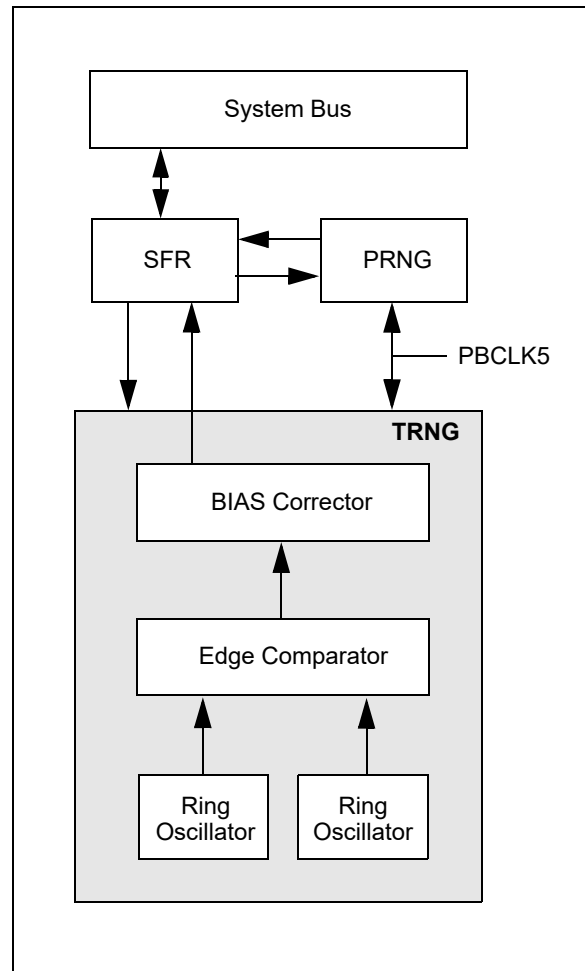 System Bus
SFR
PRNG
PBCLK5
TRNG
BIAS Corrector
Edge Comparator
Ring
Oscillator
Ring
Oscillator